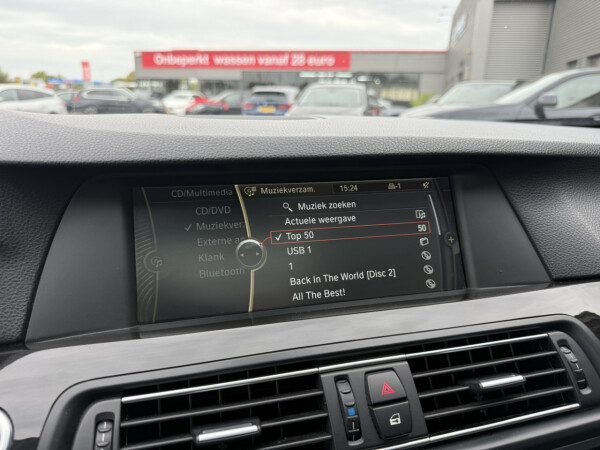 Onbeperkt wassen vanaf 28 euro
CD/Multimedia
CD/DVD
Muziekver
Externe a
Klank
Bluetooth
Muziekverzam.
15:24
Muziek zoeken
Actuele weergave
Top 50
50
USB 1
1
Back In The World [Disc 2]
All The Best!